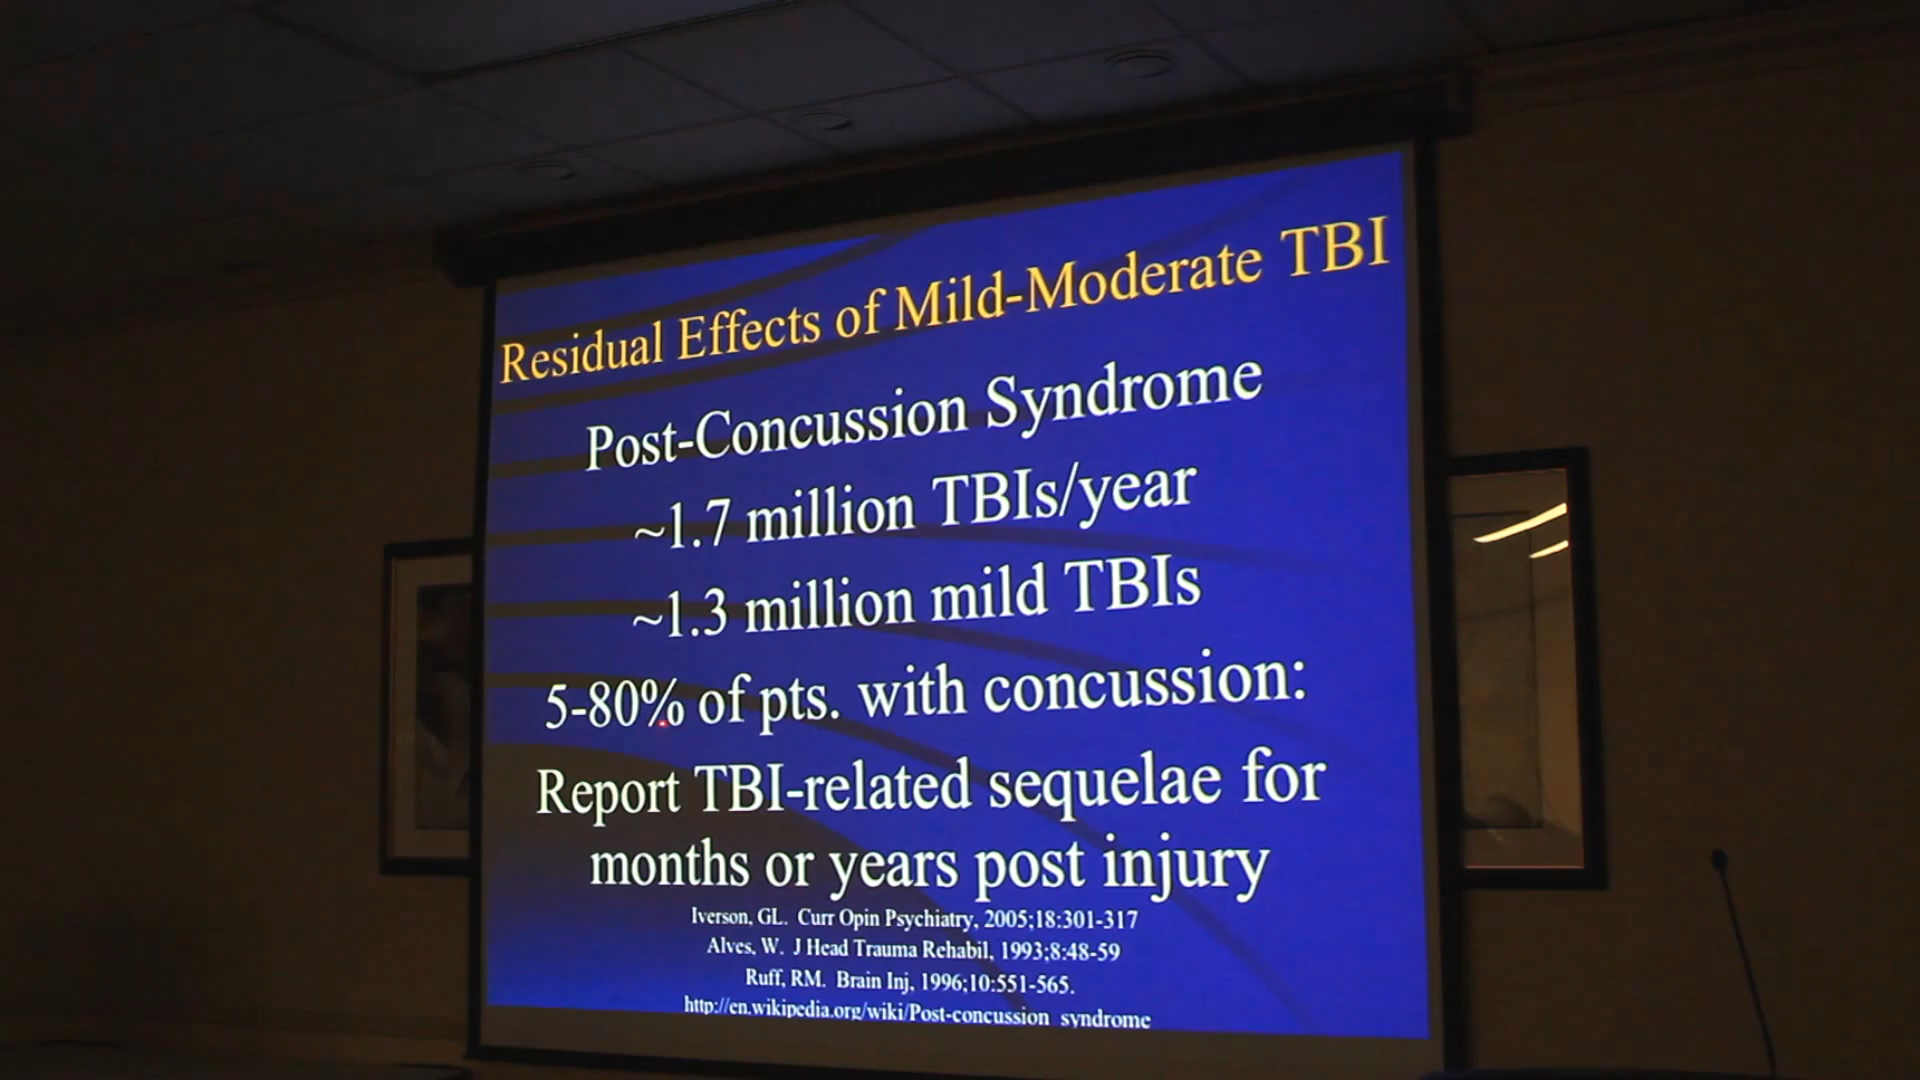 Residual Effects of Mild-Moderate TBI
Post-Concussion Syndrome
~1.7 million TBIs/year
~1.3 million mild TBIs
5-80% of pts. with concussion:
Report TBI-related sequelae for
months or years post injury
Iverson, GL. Curr Opin Psychiatry, 2005;18:301-317
Alves, W. J Head Trauma Rehabil, 1993;8:48-59
Ruff, RM. Brain Inj, 1996;10:551-565.
http://en.wikipedia.org/wiki/Post-concussion_syndrome